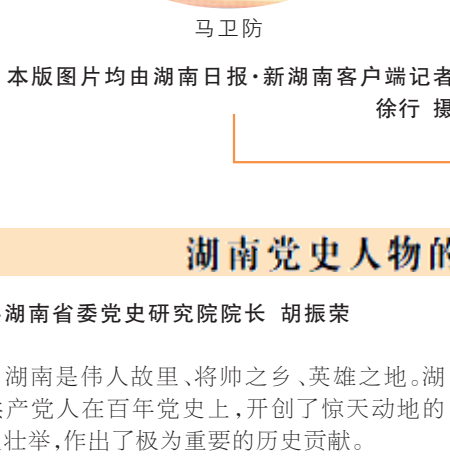 马卫防
本版图片均由湖南日报·新湖南客户端记者
徐行 摄
湖南党史人物的
湖南省委党史研究院院长 胡振荣
湖南是伟人故里、将帅之乡、英雄之地。湖
产党人在百年党史上，开创了惊天动地的
壮举，作出了极为重要的历史贡献。